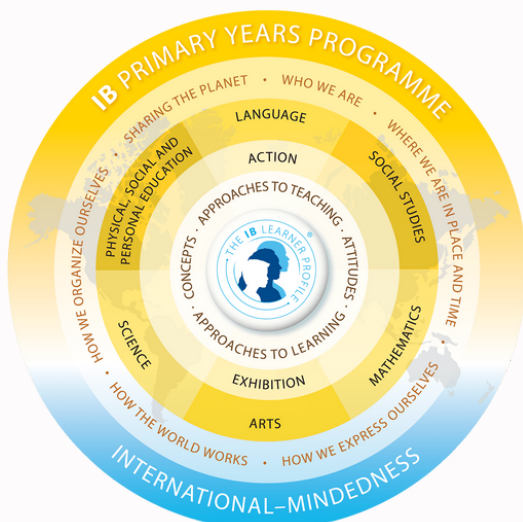 IB PRIMARY YEARS PROGRAMME
SHARING THE PLANET • WHO WE ARE • WHERE WE ARE IN PLACE AND TIME • HOW WE EXPRESS OURSELVES • HOW THE WORLD WORKS • HOW WE ORGANIZE OURSELVES •
LANGUAGE
SOCIAL STUDIES
MATHEMATICS
ARTS
SCIENCE
PHYSICAL, SOCIAL AND
PERSONAL EDUCATION
ACTION
EXHIBITION
APPROACHES TO TEACHING · ATTITUDES · APPROACHES TO LEARNING · CONCEPTS ·
THE IB LEARNER PROFILE ®
INTERNATIONAL–MINDEDNESS